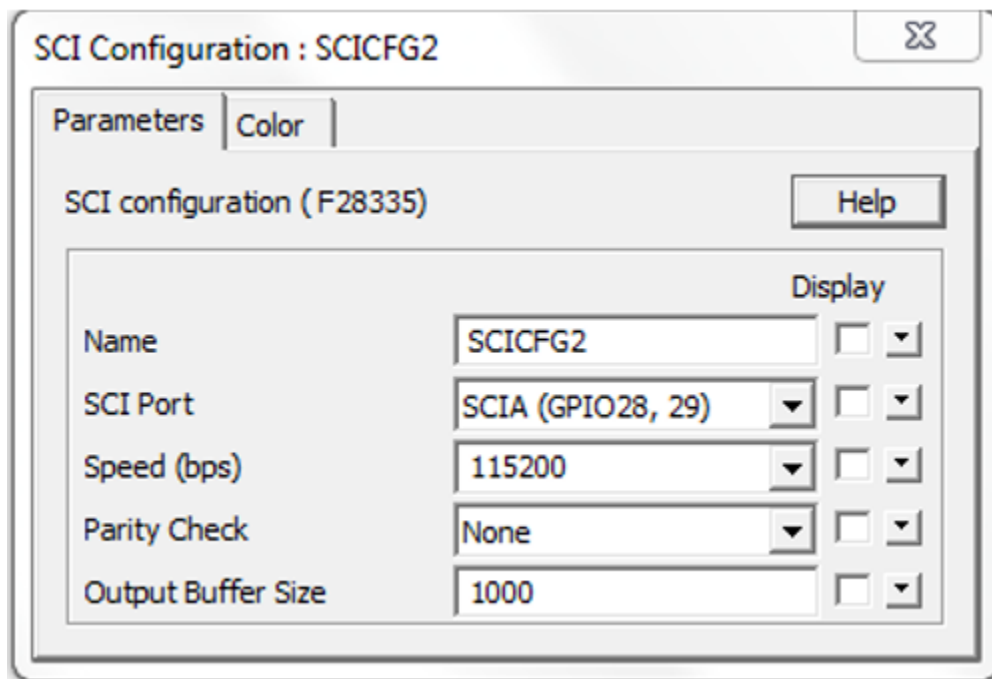 SCI Configuration : SCICFG2
Parameters Color
SCI configuration ( F28335)
Help
Display
Name SCICFG2
SCI Port SCIA (GPIO28, 29)
Speed (bps) 115200
Parity Check None
Output Buffer Size 1000